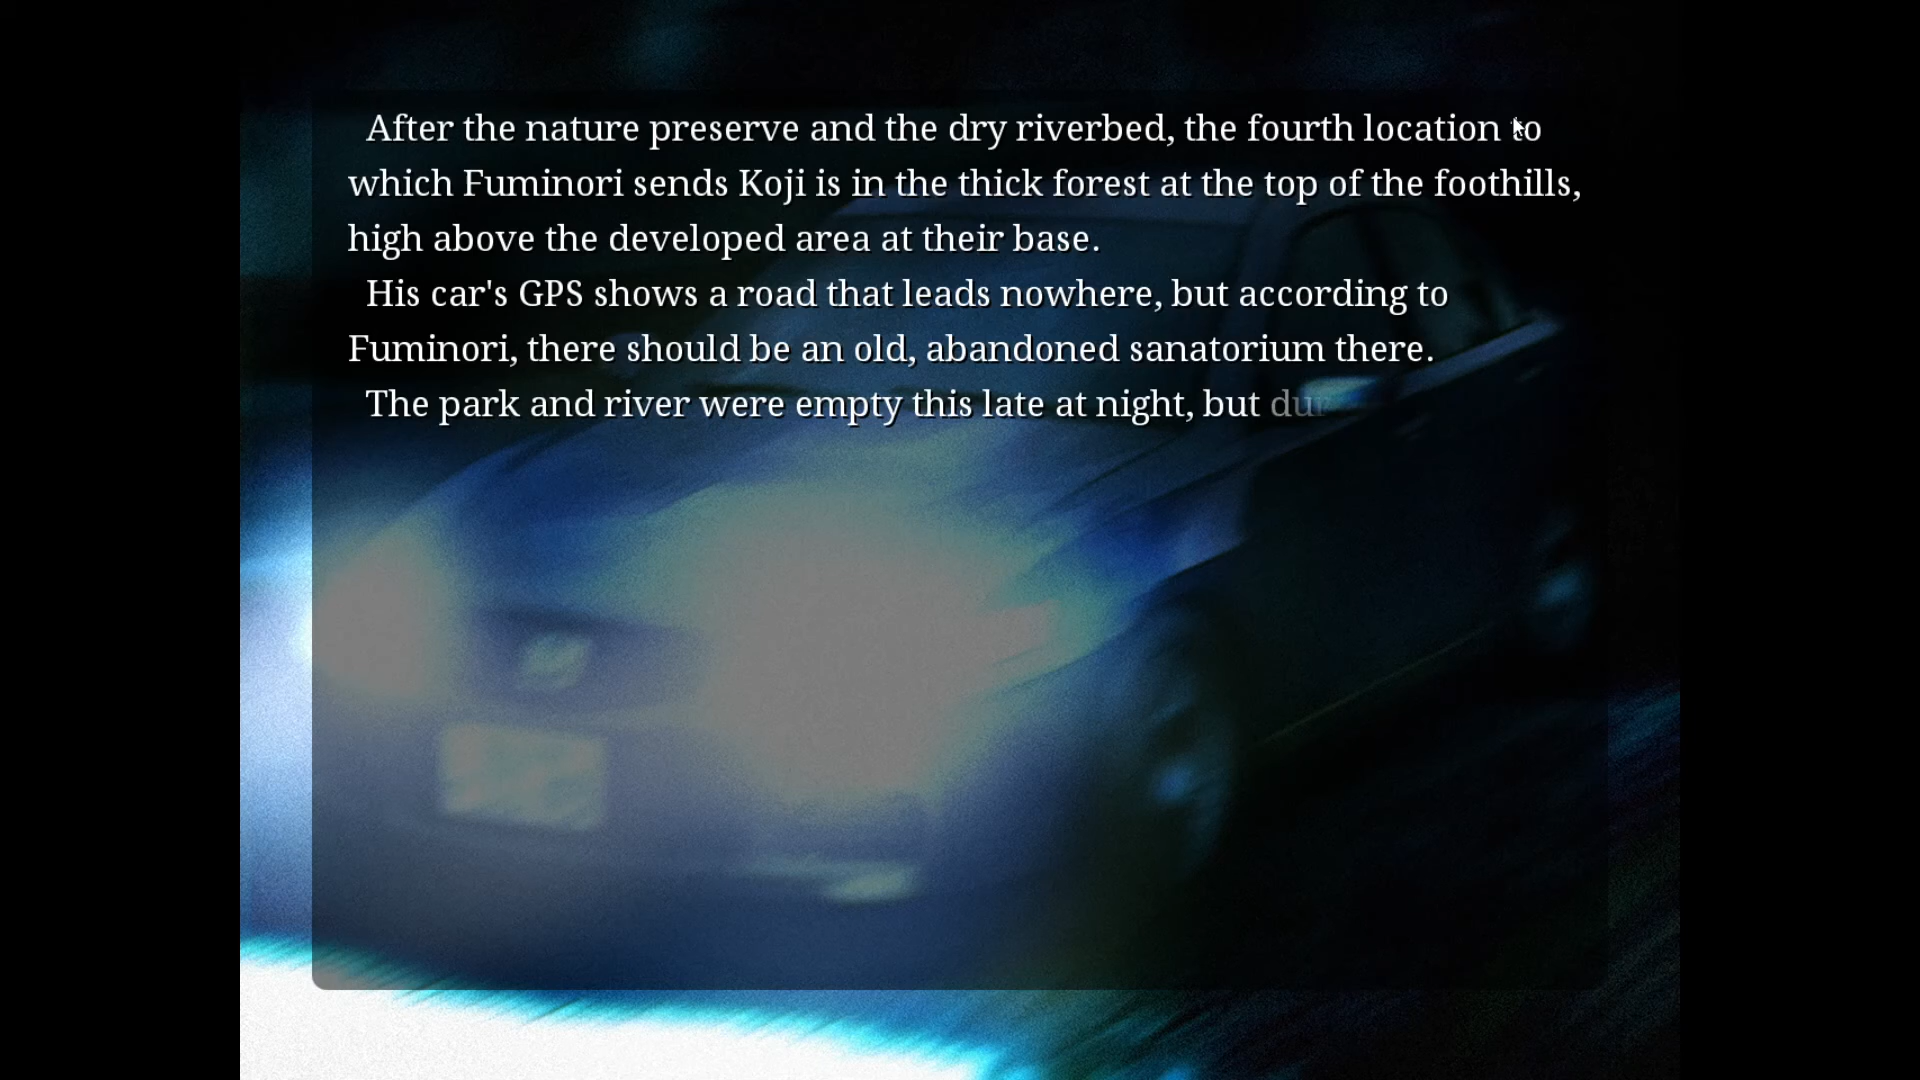 After the nature preserve and the dry riverbed, the fourth location to
which Fuminori sends Koji is in the thick forest at the top of the foothills,
high above the developed area at their base.
His car's GPS shows a road that leads nowhere, but according to
Fuminori, there should be an old, abandoned sanatorium there.
The park and river were empty this late at night, but